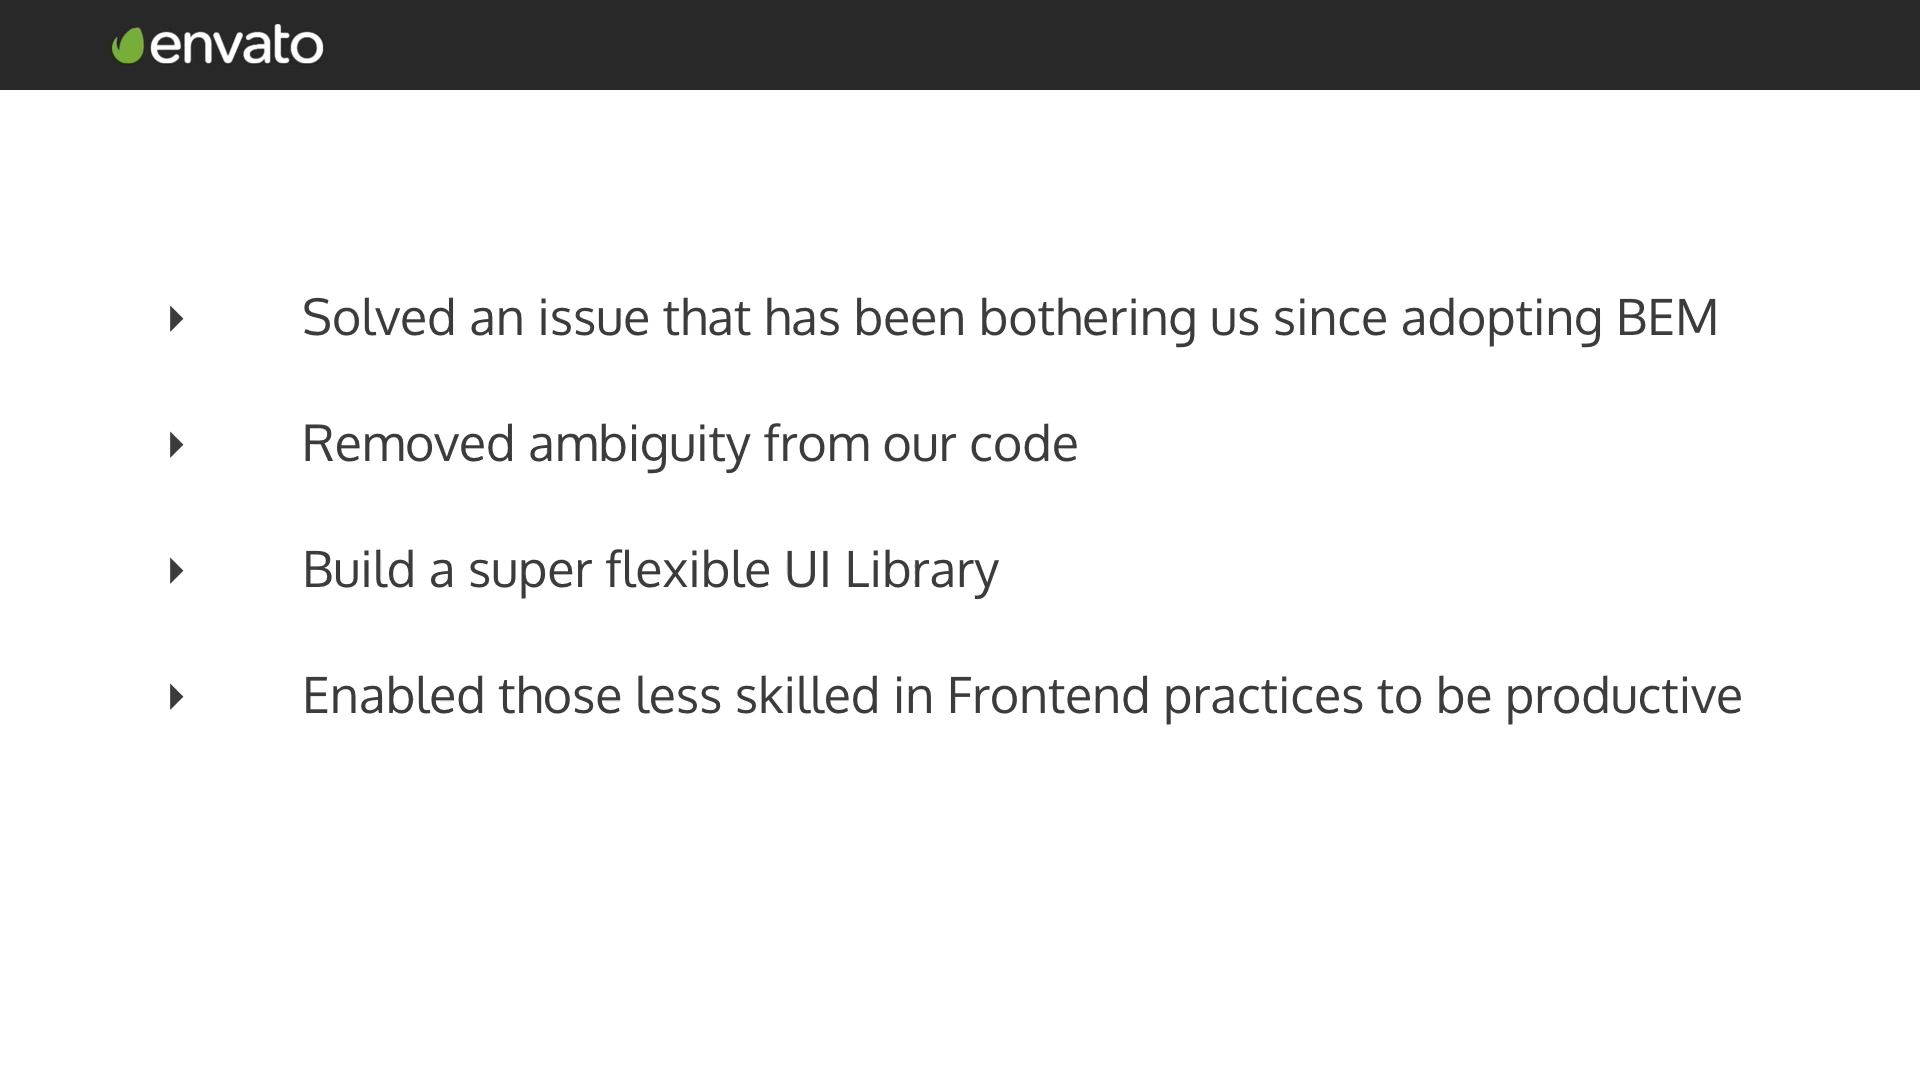 envato
Solved an issue that has been bothering us since adopting BEM
Removed ambiguity from our code
Build a super flexible UI Library
Enabled those less skilled in Frontend practices to be productive